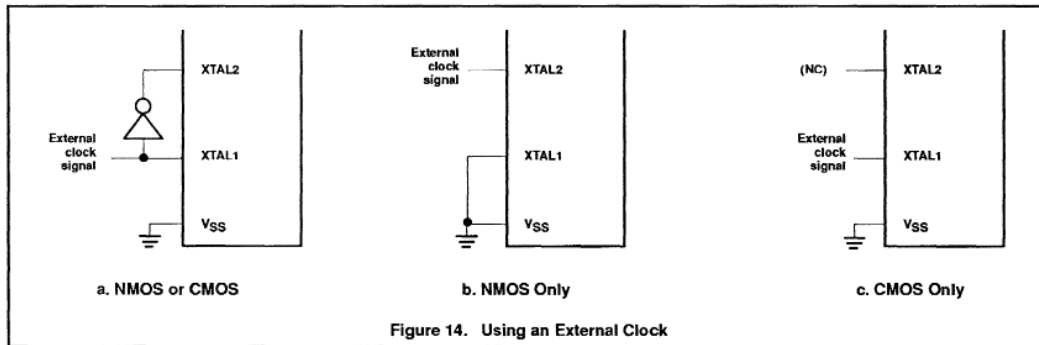 XTAL2
External
clock
signal
XTAL1
VSS
a. NMOS or CMOS
External
clock
signal
XTAL2
XTAL1
VSS
b. NMOS Only
(NC)
XTAL2
External
clock
signal
XTAL1
VSS
c. CMOS Only
Figure 14. Using an External Clock